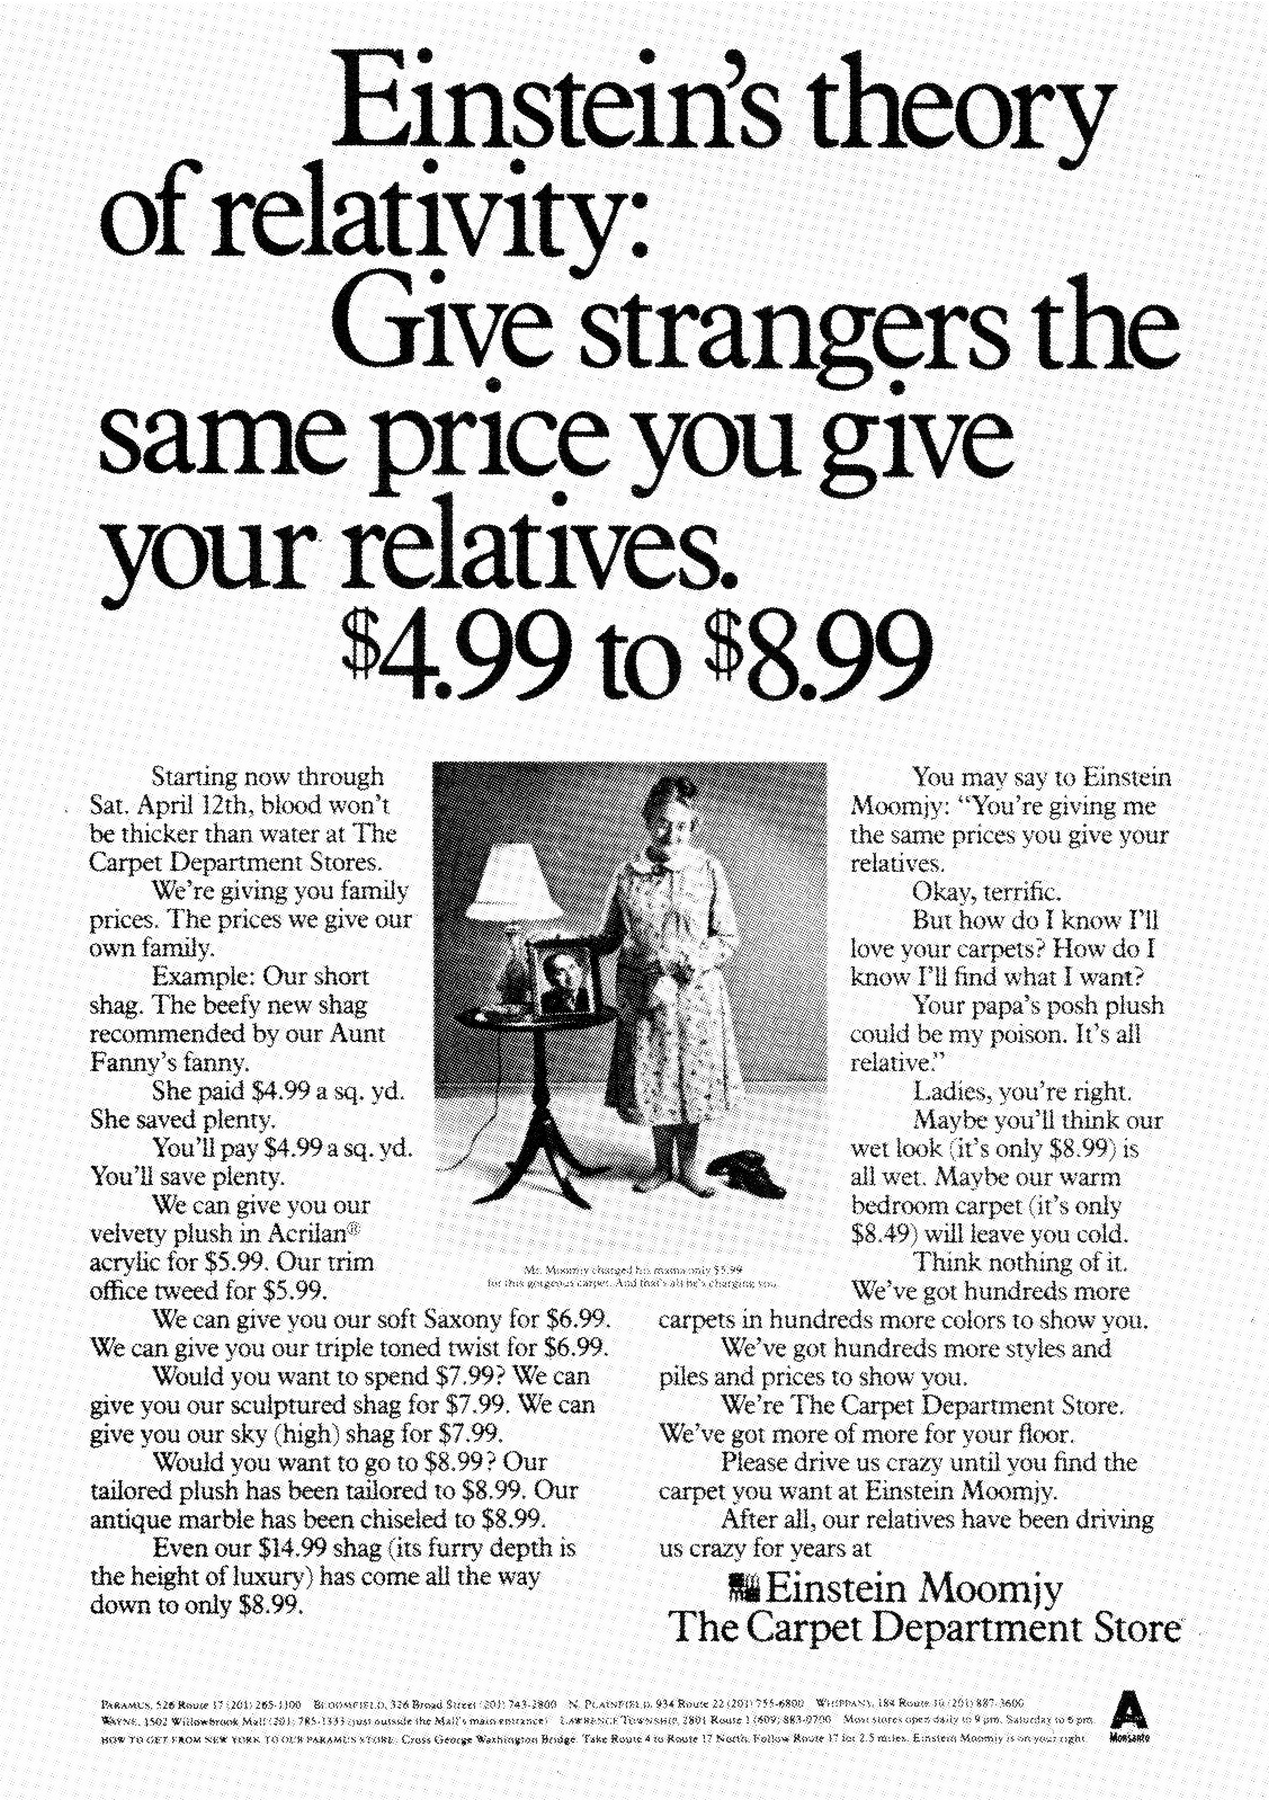 Einstein's theory
of relativity:
Give strangers the
same price you give
your relatives.
$4.99 to $8.99
Starting now through
Sat. April 12th, blood won't
be thicker than water at The
Carpet Department Stores.
We're giving you family
prices. The prices we give our
own family.
Example: Our short
shag. The beefy new shag
recommended by our Aunt
Fanny's fanny.
She paid $4.99 a sq. yd.
She saved plenty.
You'll pay $4.99 a sq. yd.
You'll save plenty.
We can give you our
velvety plush in Acrilan®
acrylic for $5.99. Our trim
office tweed for $5.99.
We can give you our soft Saxony for $6.99.
We can give you our triple toned twist for $6.99.
Would you want to spend $7.99? We can
give you our sculptured shag for $7.99. We can
give you our sky (high) shag for $7.99.
Would you want to go to $8.99? Our
tailored plush has been tailored to $8.99. Our
antique marble has been chiseled to $8.99.
Even our $14.99 shag (its furry depth is
the height of luxury) has come all the way
down to only $8.99.
Mr. Moomjy charged his mama only $5.99
for this gorgeous carpet. And that's all he's charging you.
You may say to Einstein
Moomjy: "You're giving me
the same prices you give your
relatives.
Okay, terrific.
But how do I know I'll
love your carpets? How do I
know I'll find what I want?
Your papa's posh plush
could be my poison. It's all
relative."
Ladies, you're right.
Maybe you'll think our
wet look (it's only $8.99) is
all wet. Maybe our warm
bedroom carpet (it's only
$8.49) will leave you cold.
Think nothing of it.
We've got hundreds more
carpets in hundreds more colors to show you.
We've got hundreds more styles and
piles and prices to show you.
We're The Carpet Department Store.
We've got more of more for your floor.
Please drive us crazy until you find the
carpet you want at Einstein Moomjy.
After all, our relatives have been driving
us crazy for years at
Einstein Moomjy
The Carpet Department Store
PARAMUS, 526 Route 17 (201) 265-1100 BLOOMFIELD, 326 Broad Street (201) 743-2800 N. PLAINFIELD, 934 Route 22 (201) 755-6800 WHIPPANY, 184 Route 10 (201) 887-3600
WAYNE, 1502 Willowbrook Mall (201) 785-1333 (just outside the Mall's main entrance) LAWRENCE TOWNSHIP, 2801 Route 1 (609) 883-0700 Most stores open daily to 9 pm. Saturday to 6 pm.
HOW TO GET FROM NEW YORK TO OUR PARAMUS STORE: Cross George Washington Bridge. Take Route 4 to Route 17 North. Follow Route 17 for 2.5 miles. Einstein Moomjy is on your right.
A
Monsanto